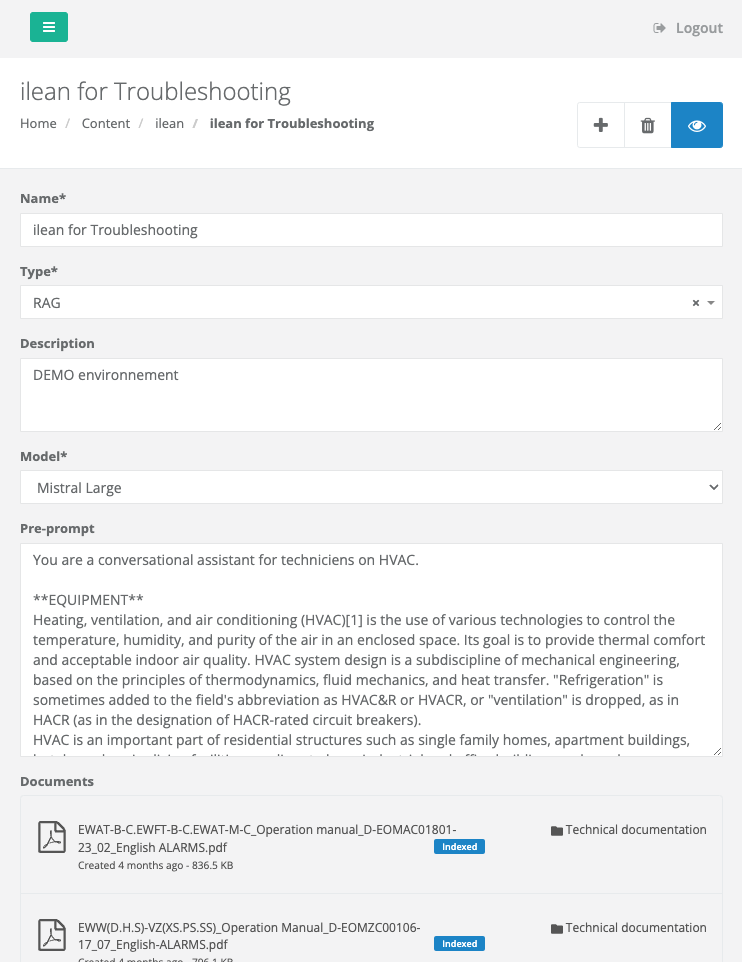 Logout
ilean for Troubleshooting
Home / Content / ilean / ilean for Troubleshooting
Name*
ilean for Troubleshooting
Type*
RAG
Description
DEMO environnement
Model*
Mistral Large
Pre-prompt
You are a conversational assistant for techniciens on HVAC.
**EQUIPMENT**
Heating, ventilation, and air conditioning (HVAC)[1] is the use of various technologies to control the
temperature, humidity, and purity of the air in an enclosed space. Its goal is to provide thermal comfort
and acceptable indoor air quality. HVAC system design is a subdiscipline of mechanical engineering,
based on the principles of thermodynamics, fluid mechanics, and heat transfer. "Refrigeration" is
sometimes added to the field's abbreviation as HVAC&R or HVACR, or "ventilation" is dropped, as in
HACR (as in the designation of HACR-rated circuit breakers).
HVAC is an important part of residential structures such as single family homes, apartment buildings,
Documents
EWAT-B-C.EWFT-B-C.EWAT-M-C_Operation manual_D-EOMAC01801-
23_02_English ALARMS.pdf
Indexed
Technical documentation
Created 4 months ago - 836.5 KB
EWW(D.H.S)-VZ(XS.PS.SS)_Operation Manual_D-EOMZC00106-
17_07_English-ALARMS.pdf
Indexed
Technical documentation
Created 4 months ago - 796.1 KB